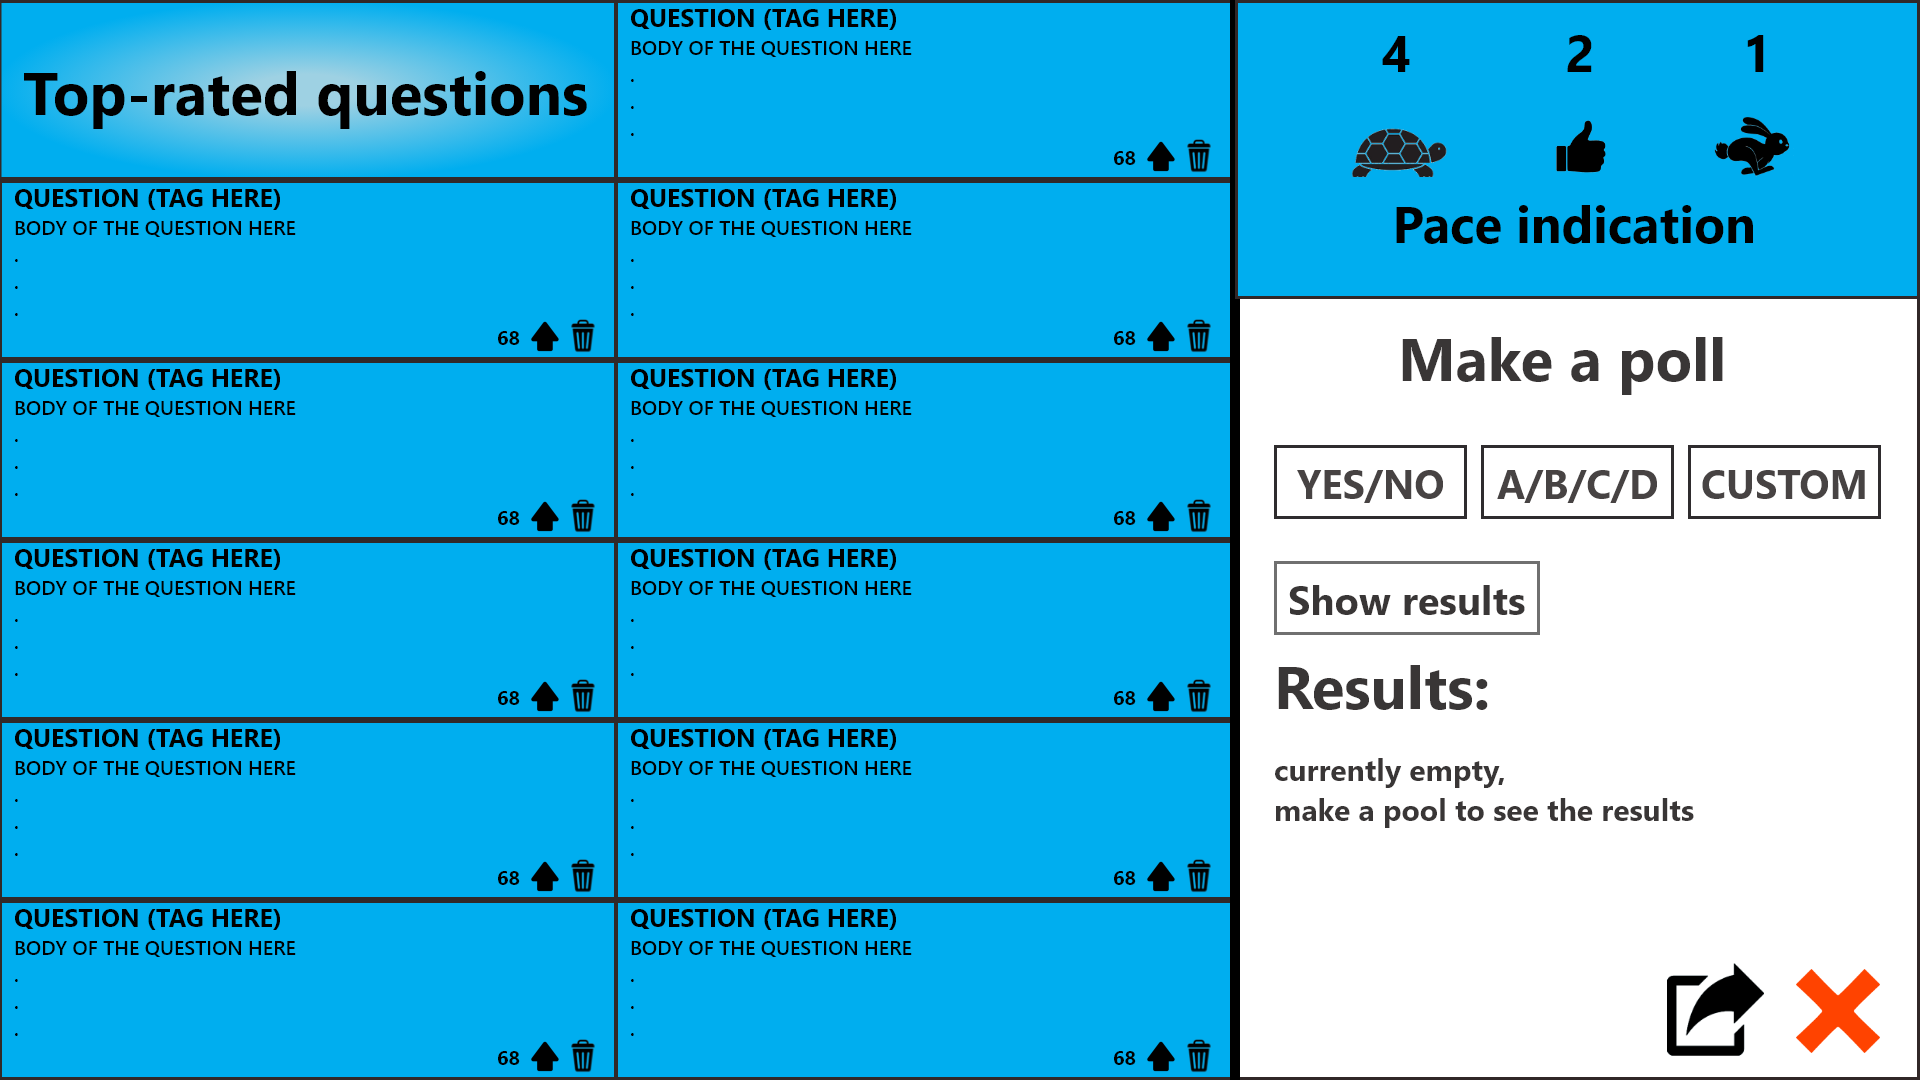 Top-rated questions
QUESTION (TAG HERE)
BODY OF THE QUESTION HERE
.
.
.
68
QUESTION (TAG HERE)
BODY OF THE QUESTION HERE
.
.
.
68
QUESTION (TAG HERE)
BODY OF THE QUESTION HERE
.
.
.
68
QUESTION (TAG HERE)
BODY OF THE QUESTION HERE
.
.
.
68
QUESTION (TAG HERE)
BODY OF THE QUESTION HERE
.
.
.
68
QUESTION (TAG HERE)
BODY OF THE QUESTION HERE
.
.
.
68
QUESTION (TAG HERE)
BODY OF THE QUESTION HERE
.
.
.
68
QUESTION (TAG HERE)
BODY OF THE QUESTION HERE
.
.
.
68
QUESTION (TAG HERE)
BODY OF THE QUESTION HERE
.
.
.
68
QUESTION (TAG HERE)
BODY OF THE QUESTION HERE
.
.
.
68
QUESTION (TAG HERE)
BODY OF THE QUESTION HERE
.
.
.
68
4 2 1
Pace indication
Make a poll
YES/NO A/B/C/D CUSTOM
Show results
Results:
currently empty,
make a pool to see the results